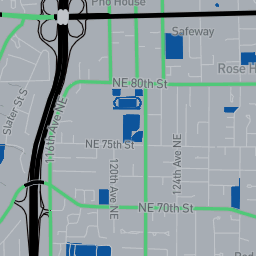 Pho House
Safeway
Rose H
NE 80th St
Slater St S
116th Ave NE
NE 75th St
120th Ave NE
124th Ave NE
NE 70th St